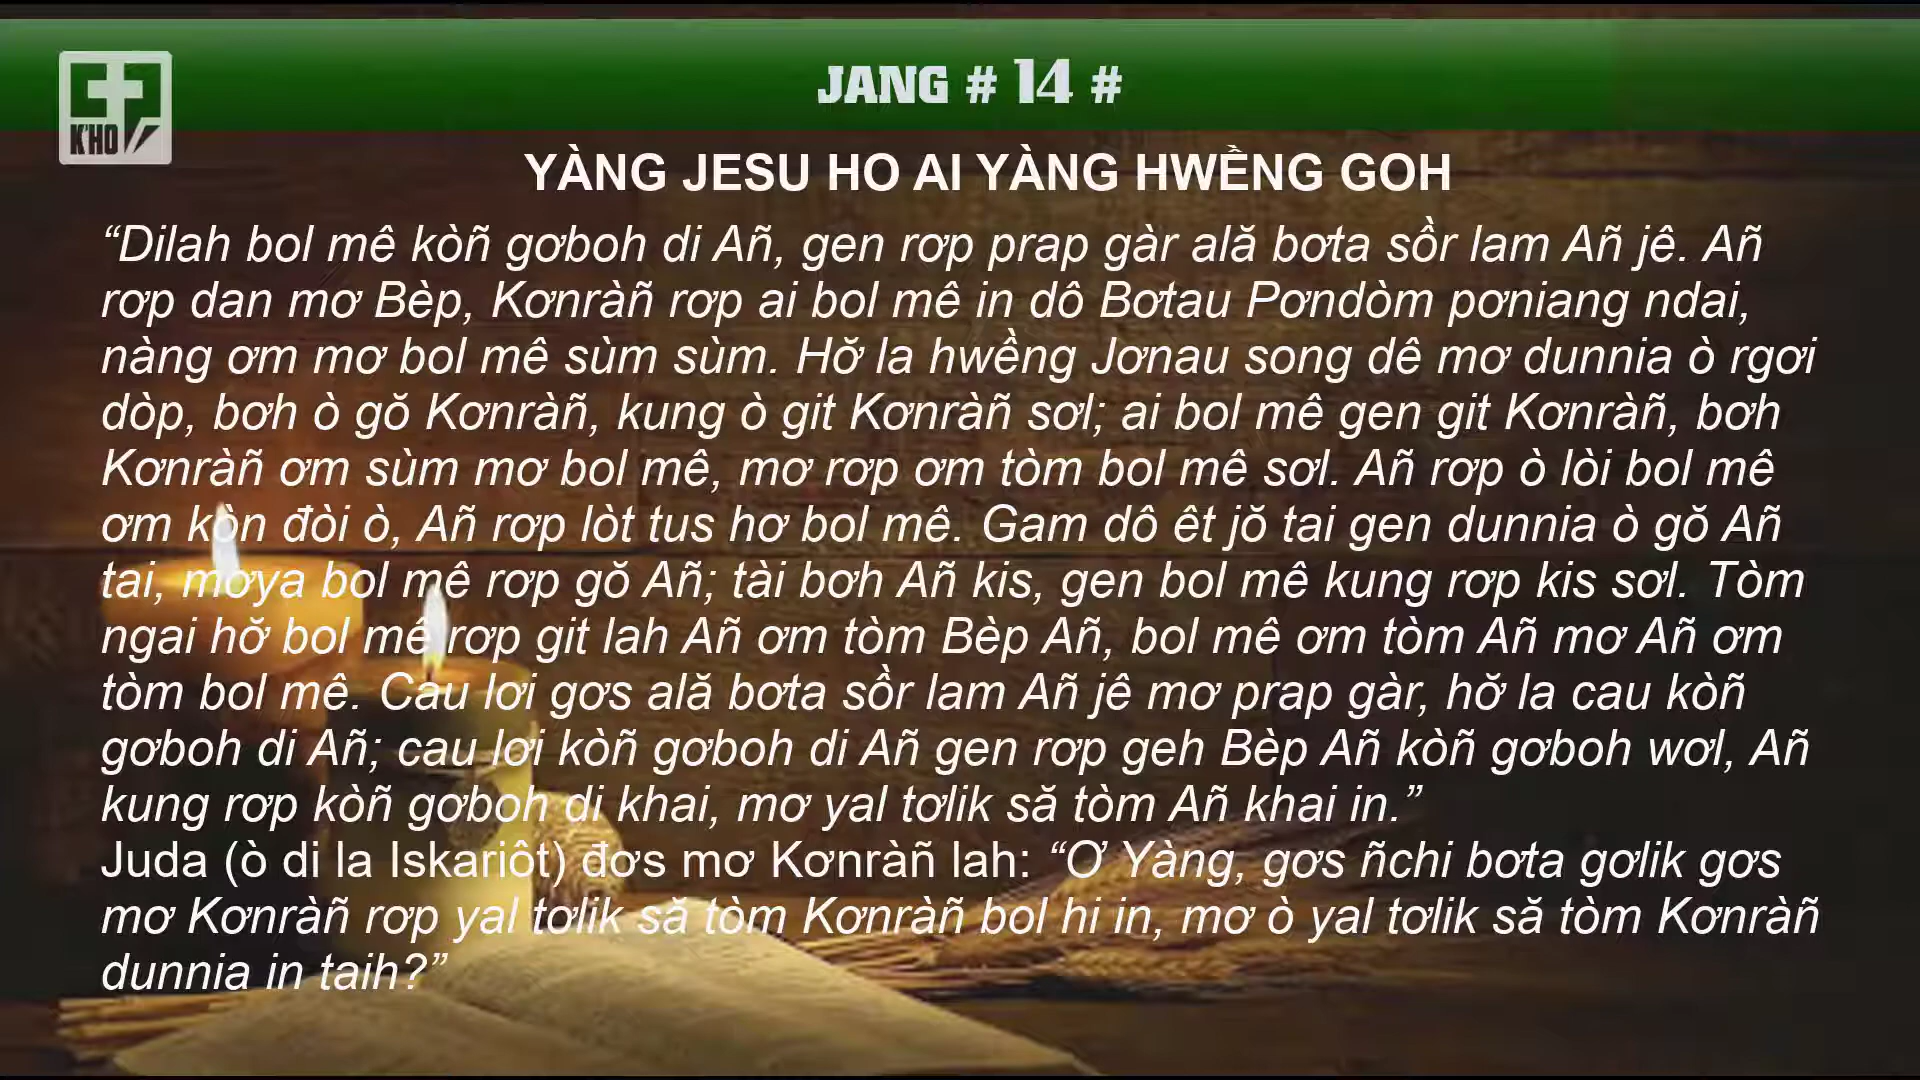 JANG # 14 #
K'HO
YÀNG JESU HO AI YÀNG HWỀNG GOH
“Dilah bol mê kòñ gơboh di Añ, gen rơp prap gàr ală bơta sồr lam Añ jê. Añ
rơp dan mơ Bèp, Kơnràñ rơp ai bol mê in dô Bơtau Pơndòm pơniang ndai,
nàng ơm mơ bol mê sùm sùm. Hơ̆ la hwềng Jơnau song dê mơ dunnia ò rgơi
dòp, bơh ò gŏ Kơnràñ, kung ò git Kơnràñ sơl; ai bol mê gen git Kơnràñ, bơh
Kơnràñ ơm sùm mơ bol mê, mơ rơp ơm tòm bol mê sơl. Añ rơp ò lòi bol mê
ơm kòn đòi ò, Añ rơp lòt tus hơ bol mê. Gam dô êt jŏ tai gen dunnia ò gŏ Añ
tai, mơya bol mê rơp gŏ Añ; tài bơh Añ kis, gen bol mê kung rơp kis sơl. Tòm
ngai hơ̆ bol mê rơp git lah Añ ơm tòm Bèp Añ, bol mê ơm tòm Añ mơ Añ ơm
tòm bol mê. Cau lơi gơs ală bơta sồr lam Añ jê mơ prap gàr, hơ̆ la cau kòñ
gơboh di Añ; cau lơi kòñ gơboh di Añ gen rơp geh Bèp Añ kòñ gơboh wơl, Añ
kung rơp kòñ gơboh di khai, mơ yal tơlik să tòm Añ khai in.”
Juda (ò di la Iskariôt) đơs mơ Kơnràñ lah: “Ơ Yàng, gơs ñchi bơta gơlik gơs
mơ Kơnràñ rơp yal tơlik să tòm Kơnràñ bol hi in, mơ ò yal tơlik să tòm Kơnràñ
dunnia in taih?”